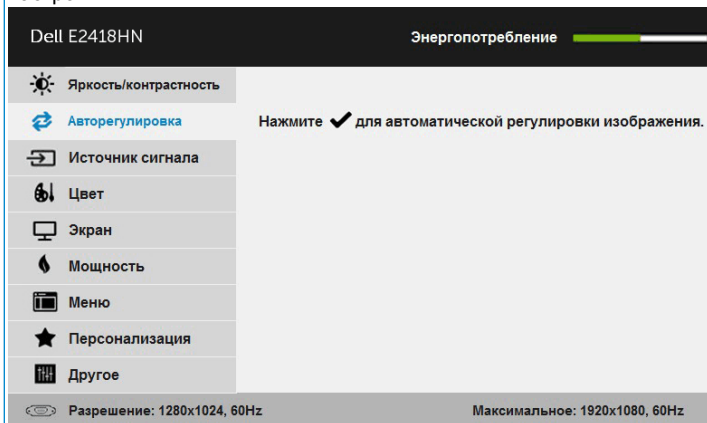 Dell E2418HN
Энергопотребление
Яркость/контрастность
Авторегулировка
Нажмите ✔ для автоматической регулировки изображения.
Источник сигнала
Цвет
Экран
Мощность
Меню
Персонализация
Другое
Разрешение: 1280x1024, 60Hz
Максимальное: 1920x1080, 60Hz